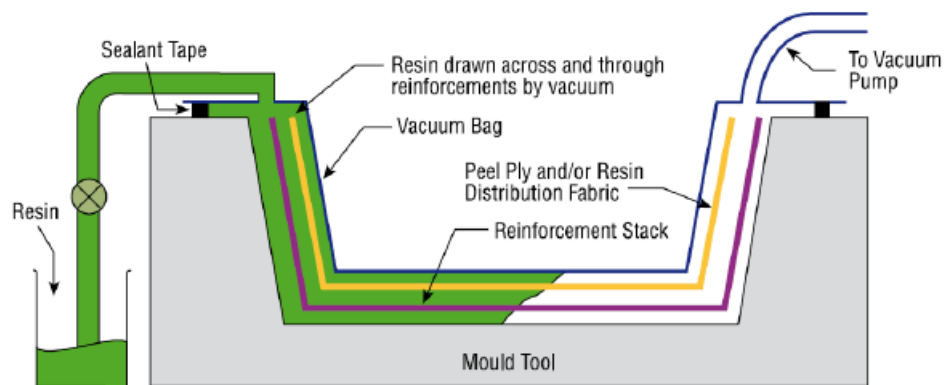 Sealant Tape
Resin drawn across and through
reinforcements by vacuum
Vacuum Bag
To Vacuum
Pump
Peel Ply and/or Resin
Distribution Fabric
Resin
Reinforcement Stack
Mould Tool